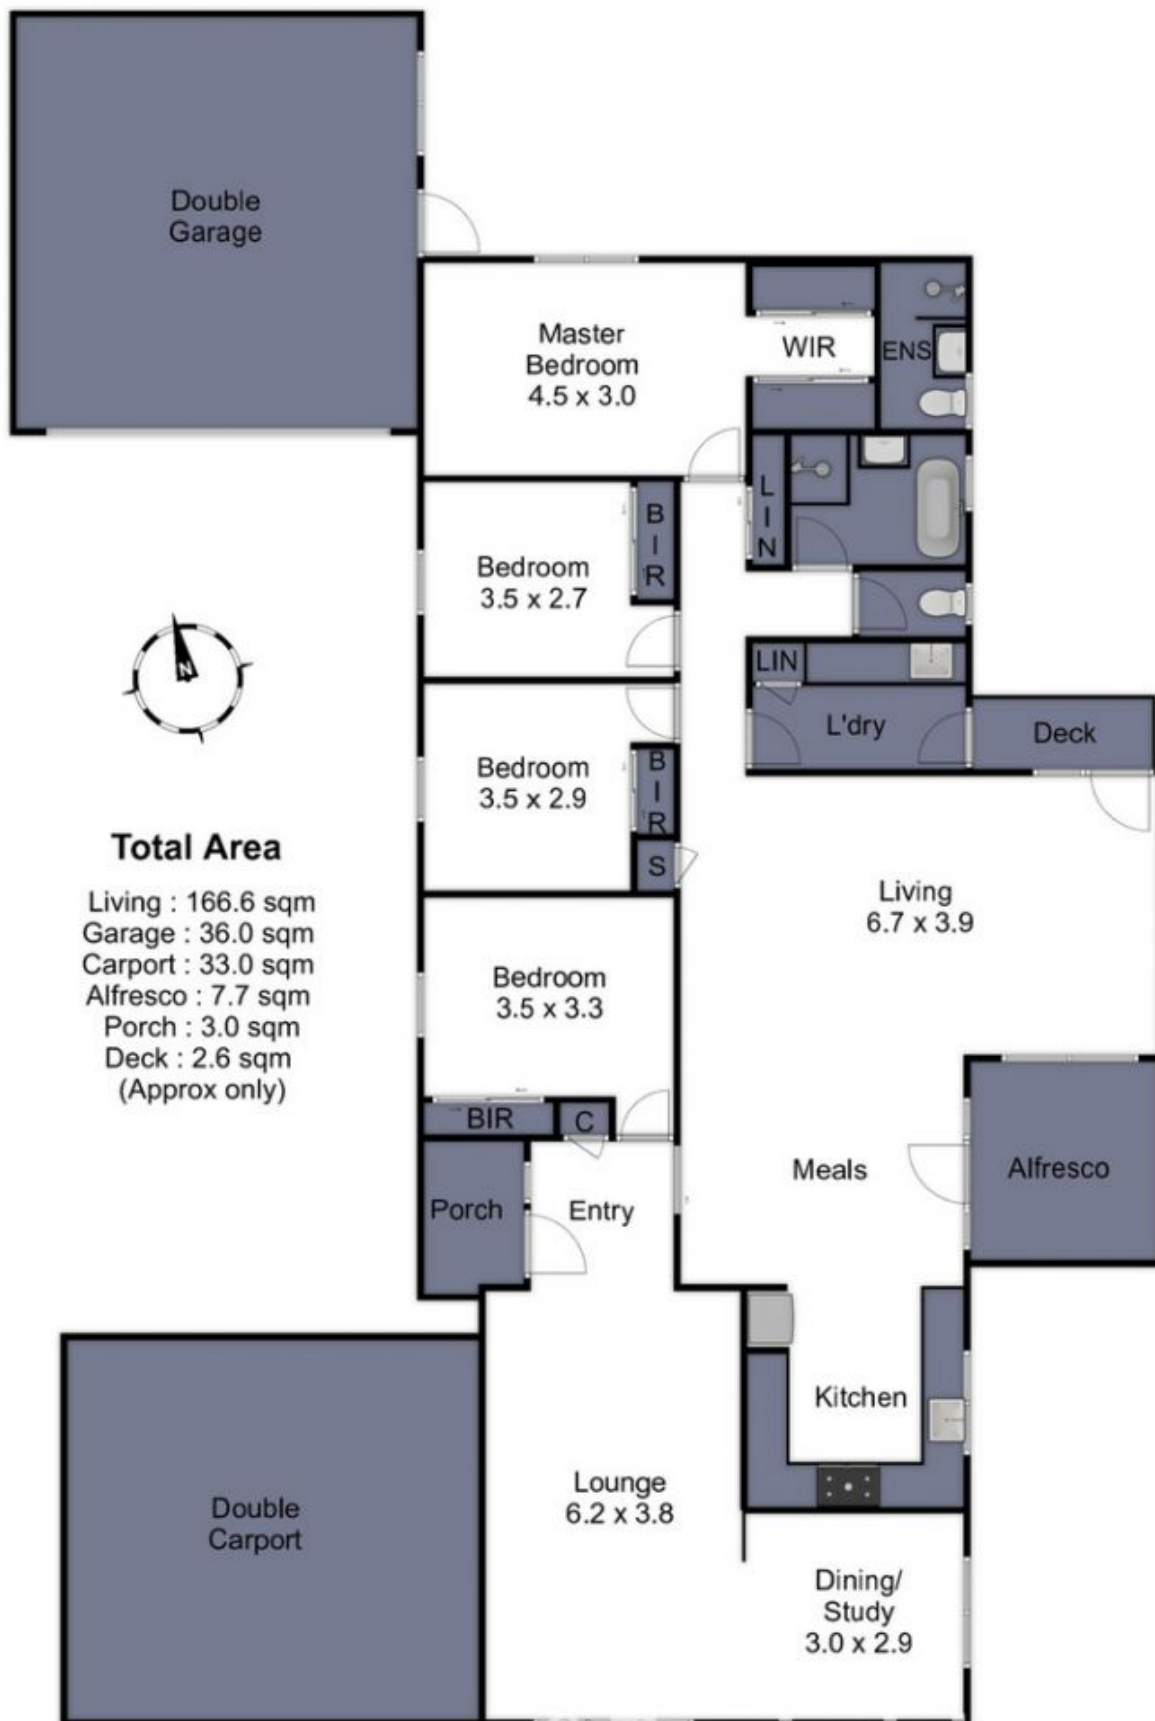 Double
Garage
Master
Bedroom
4.5 x 3.0
WIR
ENS
L
I
N
B
I
R
Bedroom
3.5 x 2.7
N
LIN
L'dry
Deck
Bedroom
3.5 x 2.9
B
I
R
S
Total Area
Living : 166.6 sqm
Garage : 36.0 sqm
Carport : 33.0 sqm
Alfresco : 7.7 sqm
Porch : 3.0 sqm
Deck : 2.6 sqm
(Approx only)
Living
6.7 x 3.9
Bedroom
3.5 x 3.3
BIR
C
Porch
Entry
Meals
Alfresco
Kitchen
Lounge
6.2 x 3.8
Double
Carport
Dining/
Study
3.0 x 2.9